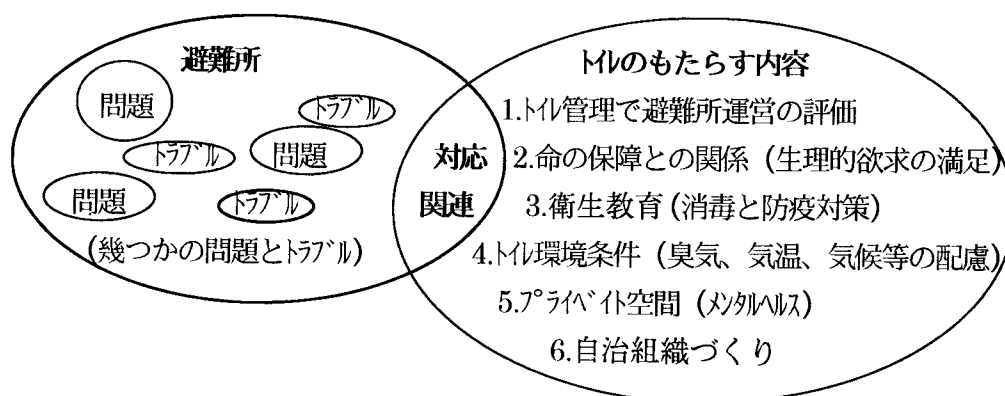 避難所
問題
トラブル
トラブル
問題
問題
トラブル
(幾つかの問題とトラブル)
対応
関連
トイレのもたらす内容
1.トイレ管理で避難所運営の評価
2.命の保障との関係（生理的欲求の満足）
3.衛生教育（消毒と防疫対策）
4.トイレ環境条件（臭気、気温、気候等の配慮）
5.プライベイト空間（メンタルヘルス）
6.自治組織づくり